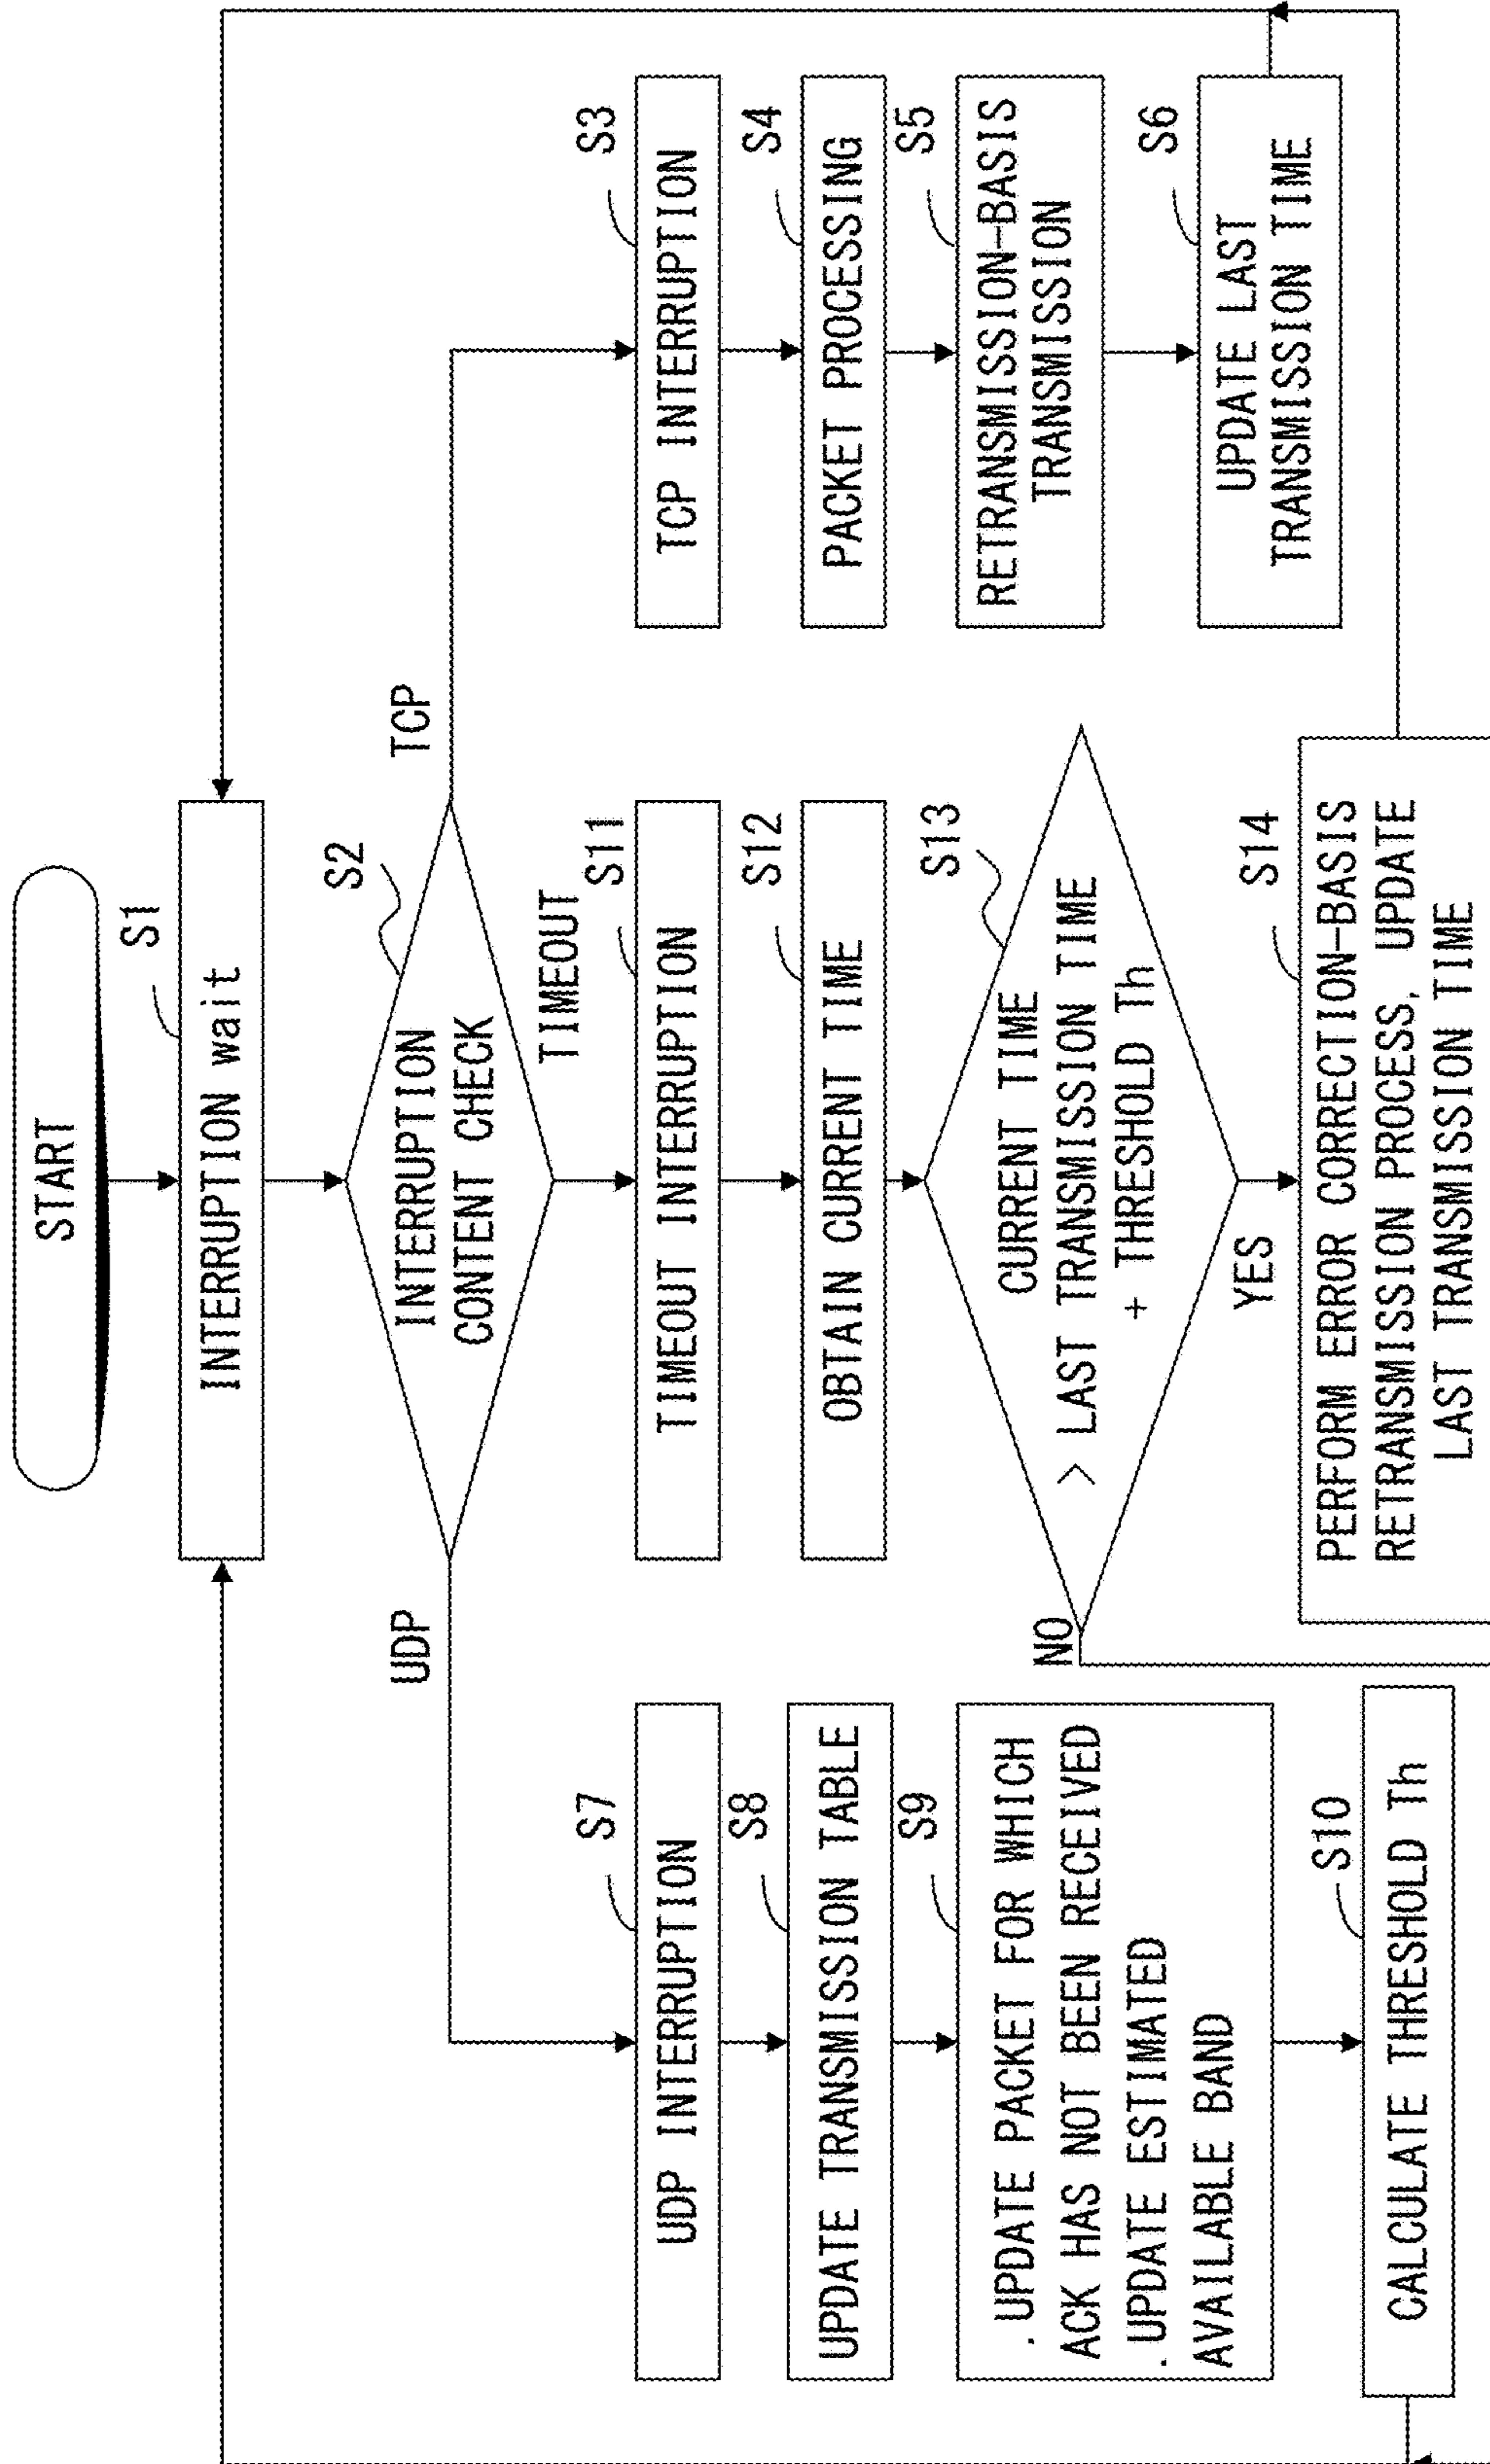 START
S1
INTERRUPTION wait
S2
INTERRUPTION
CONTENT CHECK
UDP
TCP
TIMEOUT
S7
UDP INTERRUPTION
S8
UPDATE TRANSMISSION TABLE
S9
. UPDATE PACKET FOR WHICH
ACK HAS NOT BEEN RECEIVED
. UPDATE ESTIMATED
AVAILABLE BAND
S10
CALCULATE THRESHOLD Th
S11
TIMEOUT INTERRUPTION
S12
OBTAIN CURRENT TIME
S13
CURRENT TIME
> LAST TRANSMISSION TIME
+ THRESHOLD Th
NO
YES
S14
PERFORM ERROR CORRECTION-BASIS
RETRANSMISSION PROCESS, UPDATE
LAST TRANSMISSION TIME
S3
TCP INTERRUPTION
S4
PACKET PROCESSING
S5
RETRANSMISSION-BASIS
TRANSMISSION
S6
UPDATE LAST
TRANSMISSION TIME